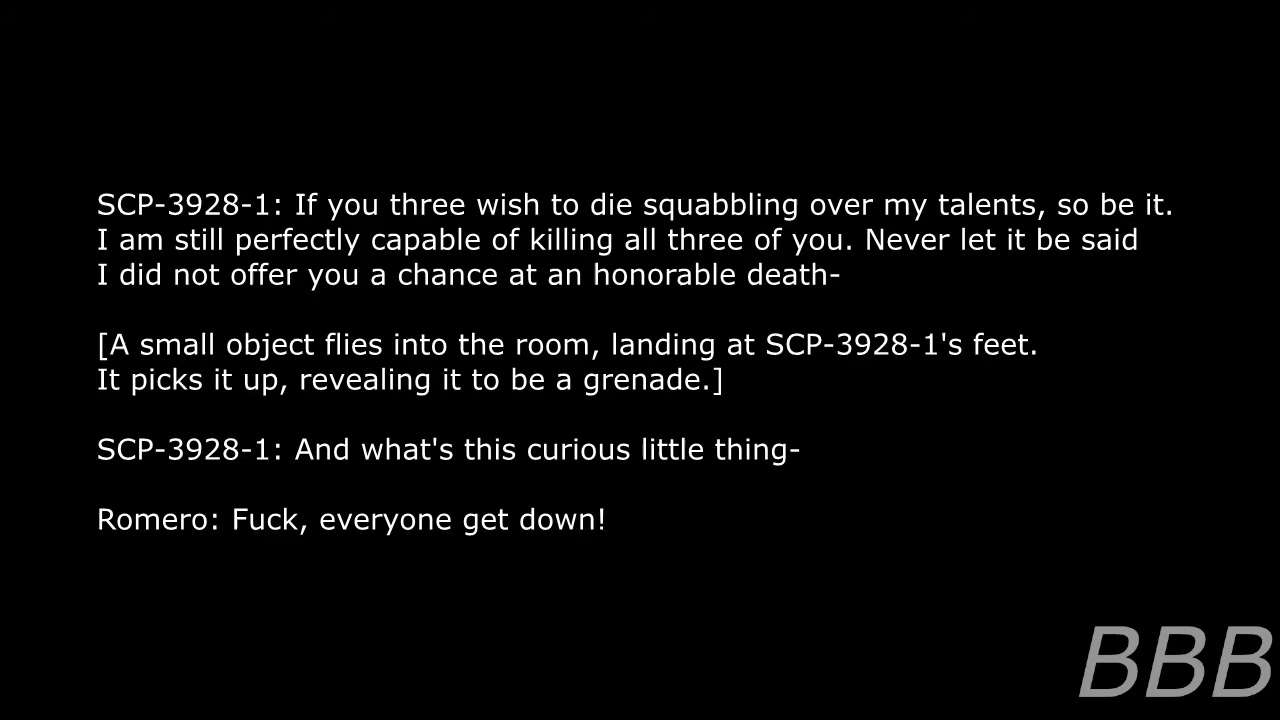 SCP-3928-1: If you three wish to die squabbling over my talents, so be it.
I am still perfectly capable of killing all three of you. Never let it be said
I did not offer you a chance at an honorable death-
[A small object flies into the room, landing at SCP-3928-1's feet.
It picks it up, revealing it to be a grenade.]
SCP-3928-1: And what's this curious little thing-
Romero: Fuck, everyone get down!
BBB